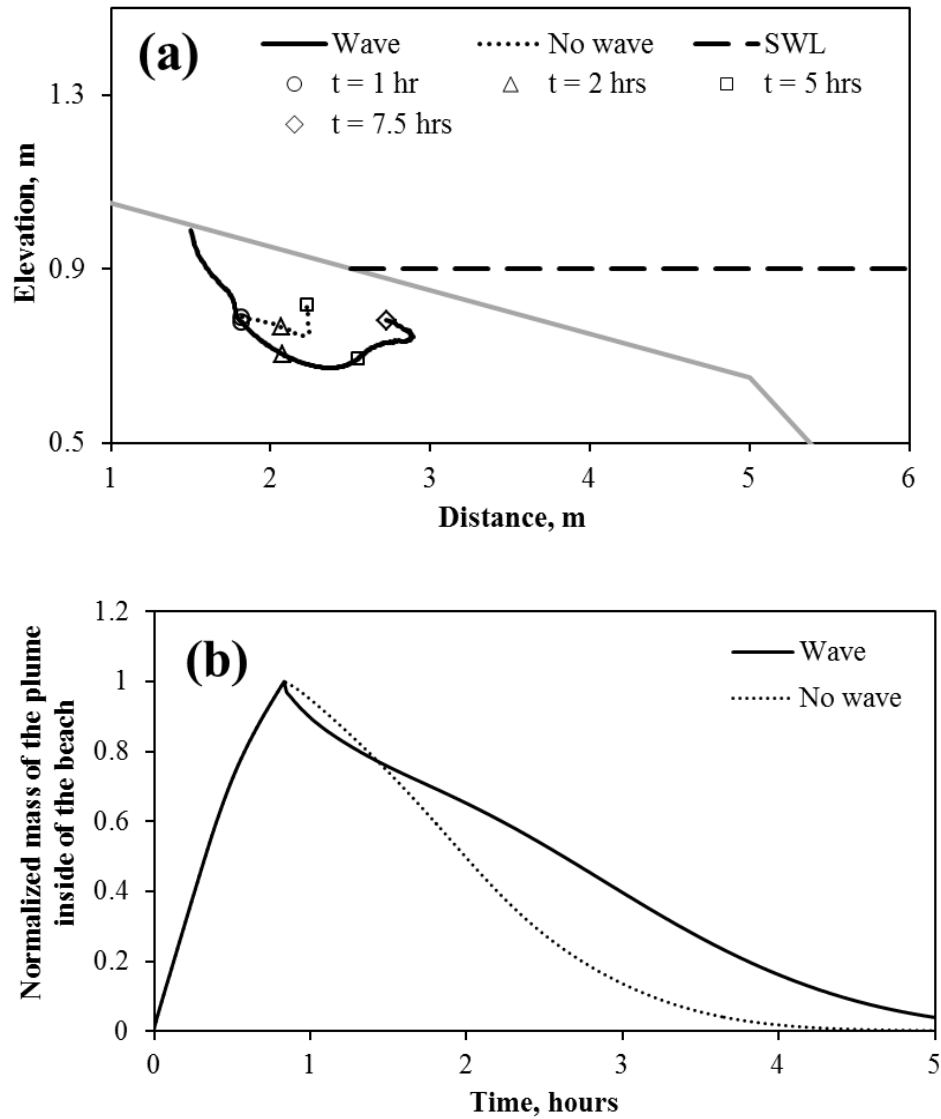 (a)
Wave No wave SWL
t = 1 hr t = 2 hrs t = 5 hrs
t = 7.5 hrs
Elevation, m
1.3
0.9
0.5
1 2 3 4 5 6
Distance, m
(b)
Wave
No wave
Normalized mass of the plume
inside of the beach
1.2
1
0.8
0.6
0.4
0.2
0
0 1 2 3 4 5
Time, hours